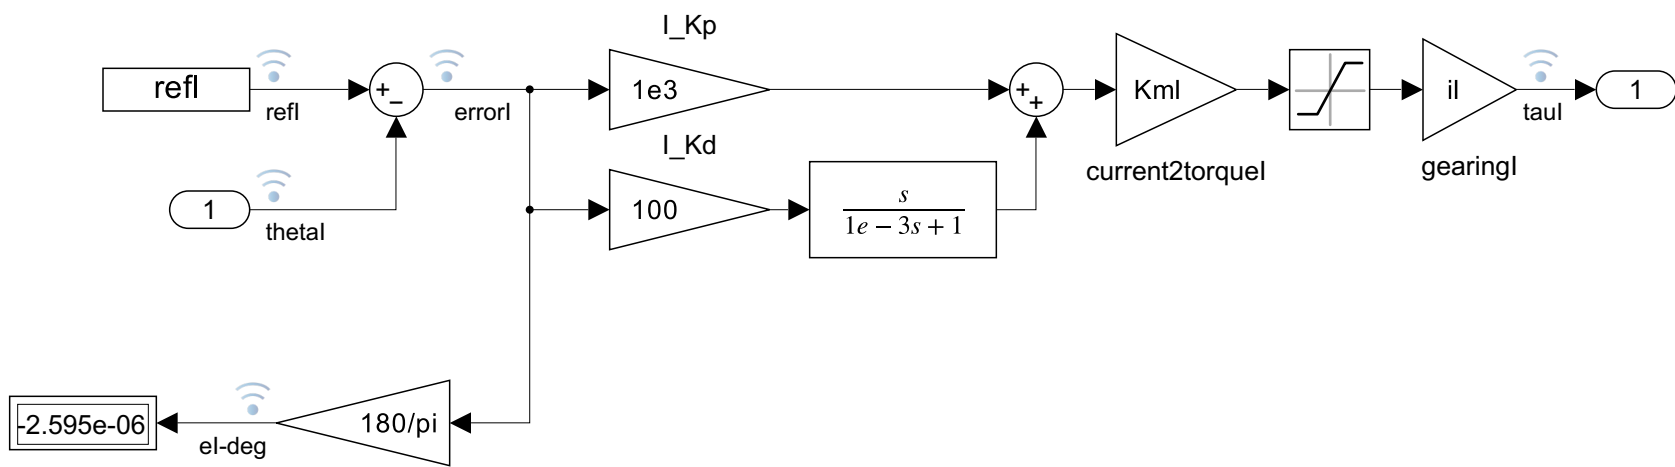 I_Kp
refI
+
−
1e3
+
+
KmI
iI
1
refI
errorI
tauI
I_Kd
current2torqueI
gearingI
1
100
s
1e − 3s + 1
thetaI
-2.595e-06
180/pi
eI-deg